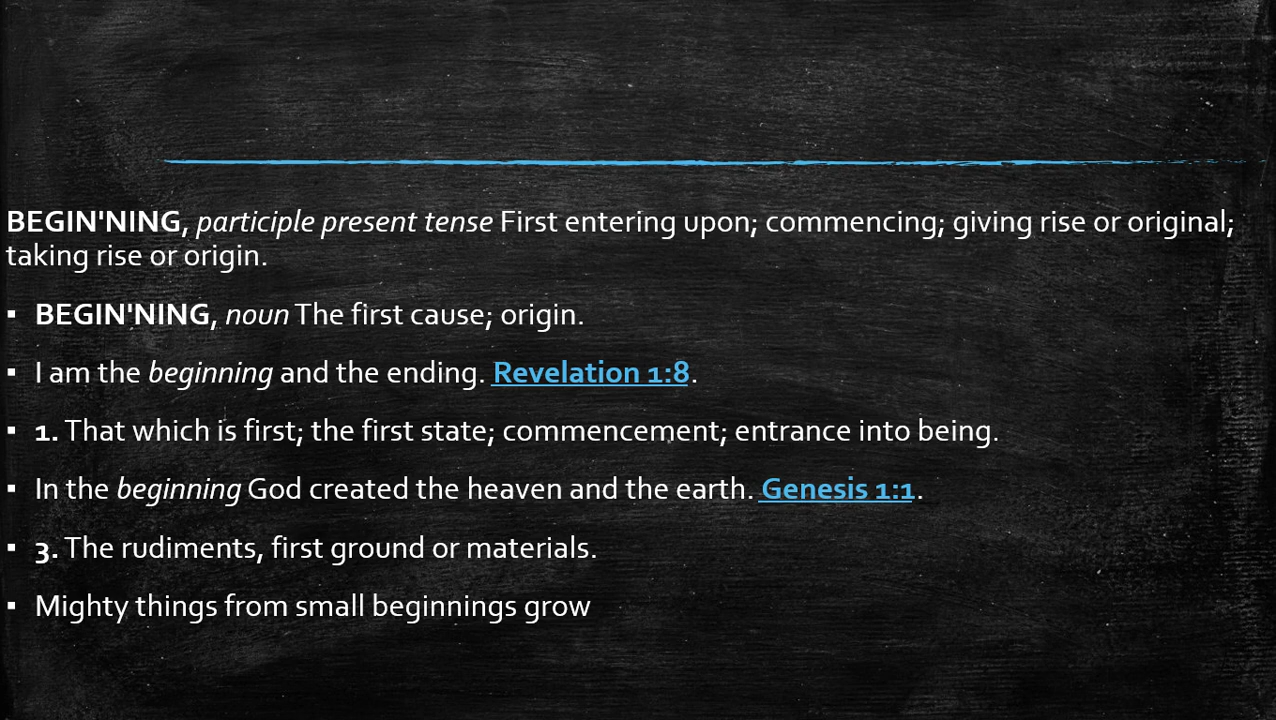 BEGIN'NING, participle present tense First entering upon; commencing; giving rise or original;
taking rise or origin.
▪ BEGIN'NING, noun The first cause; origin.
▪ I am the beginning and the ending. Revelation 1:8.
▪ 1. That which is first; the first state; commencement; entrance into being.
▪ In the beginning God created the heaven and the earth. Genesis 1:1.
▪ 3. The rudiments, first ground or materials.
▪ Mighty things from small beginnings grow